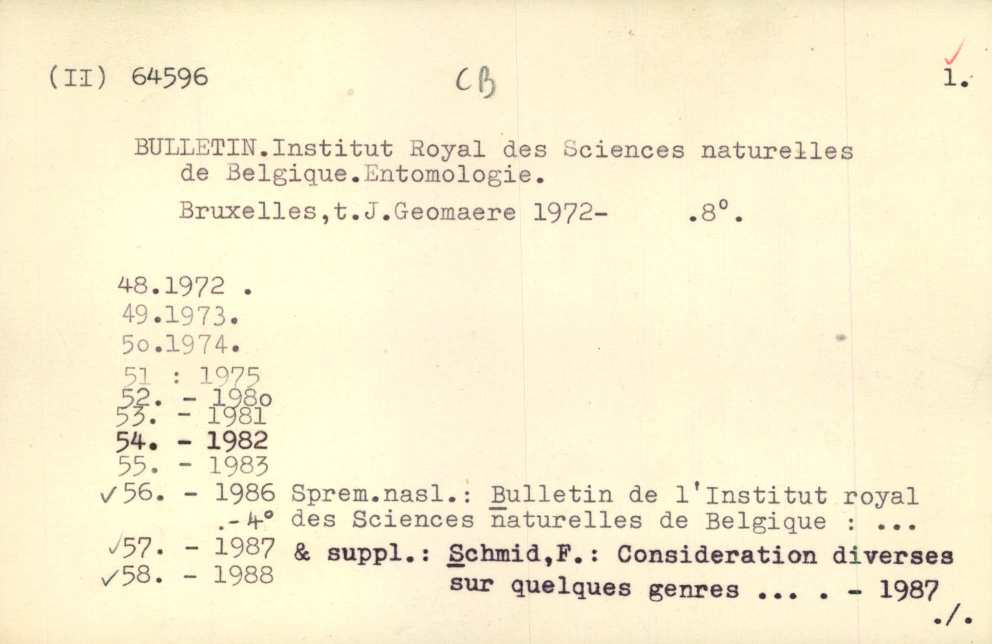 (II) 64596 CB 1.
BULLETIN.Institut Royal des Sciences naturelles
de Belgique.Entomologie.
Bruxelles,t.J.Geomaere 1972- .8°.
48.1972 .
49.1973.
5o.1974.
51 : 1975
52. - 198o
53. - 1981
54. - 1982
55. - 1983
✓56. - 1986 Sprem.nasl.: Bulletin de l'Institut royal
.-4° des Sciences naturelles de Belgique : ...
✓57. - 1987 & suppl.: Schmid,F.: Consideration diverses
✓58. - 1988 sur quelques genres ... . - 1987
./.